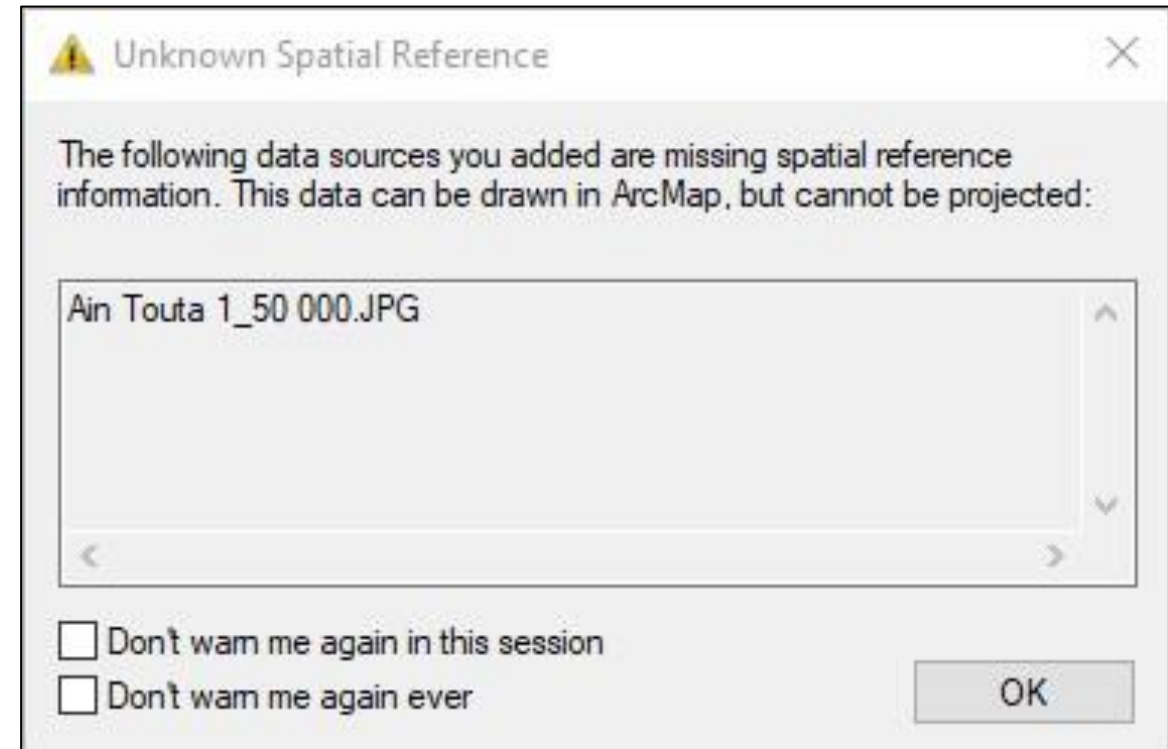 Unknown Spatial Reference
The following data sources you added are missing spatial reference
information. This data can be drawn in ArcMap, but cannot be projected:
Ain Touta 1_50 000.JPG
Don't warn me again in this session
Don't warn me again ever
OK